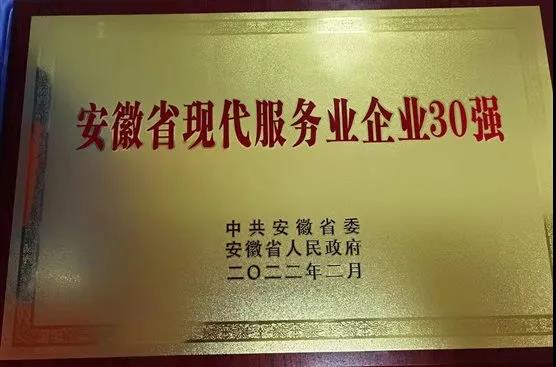 安徽省现代服务业企业30强
中共安徽省委
安徽省人民政府
二〇二二年二月